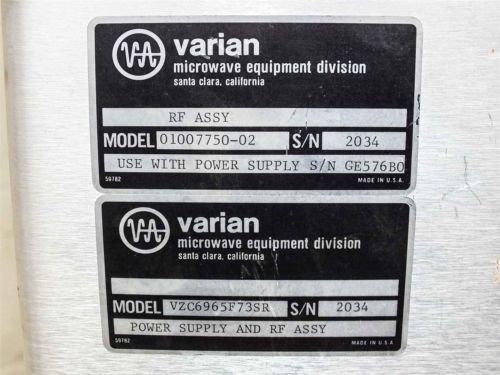 VA varian
microwave equipment division
santa clara, california
RF ASSY
MODEL 01007750-02 S/N 2034
USE WITH POWER SUPPLY S/N GE576B0
59782 MADE IN U.S.A.
VA varian
microwave equipment division
santa clara, california
MODEL VZC6965F73SR S/N 2034
POWER SUPPLY AND RF ASSY
59782 MADE IN U.S.A.